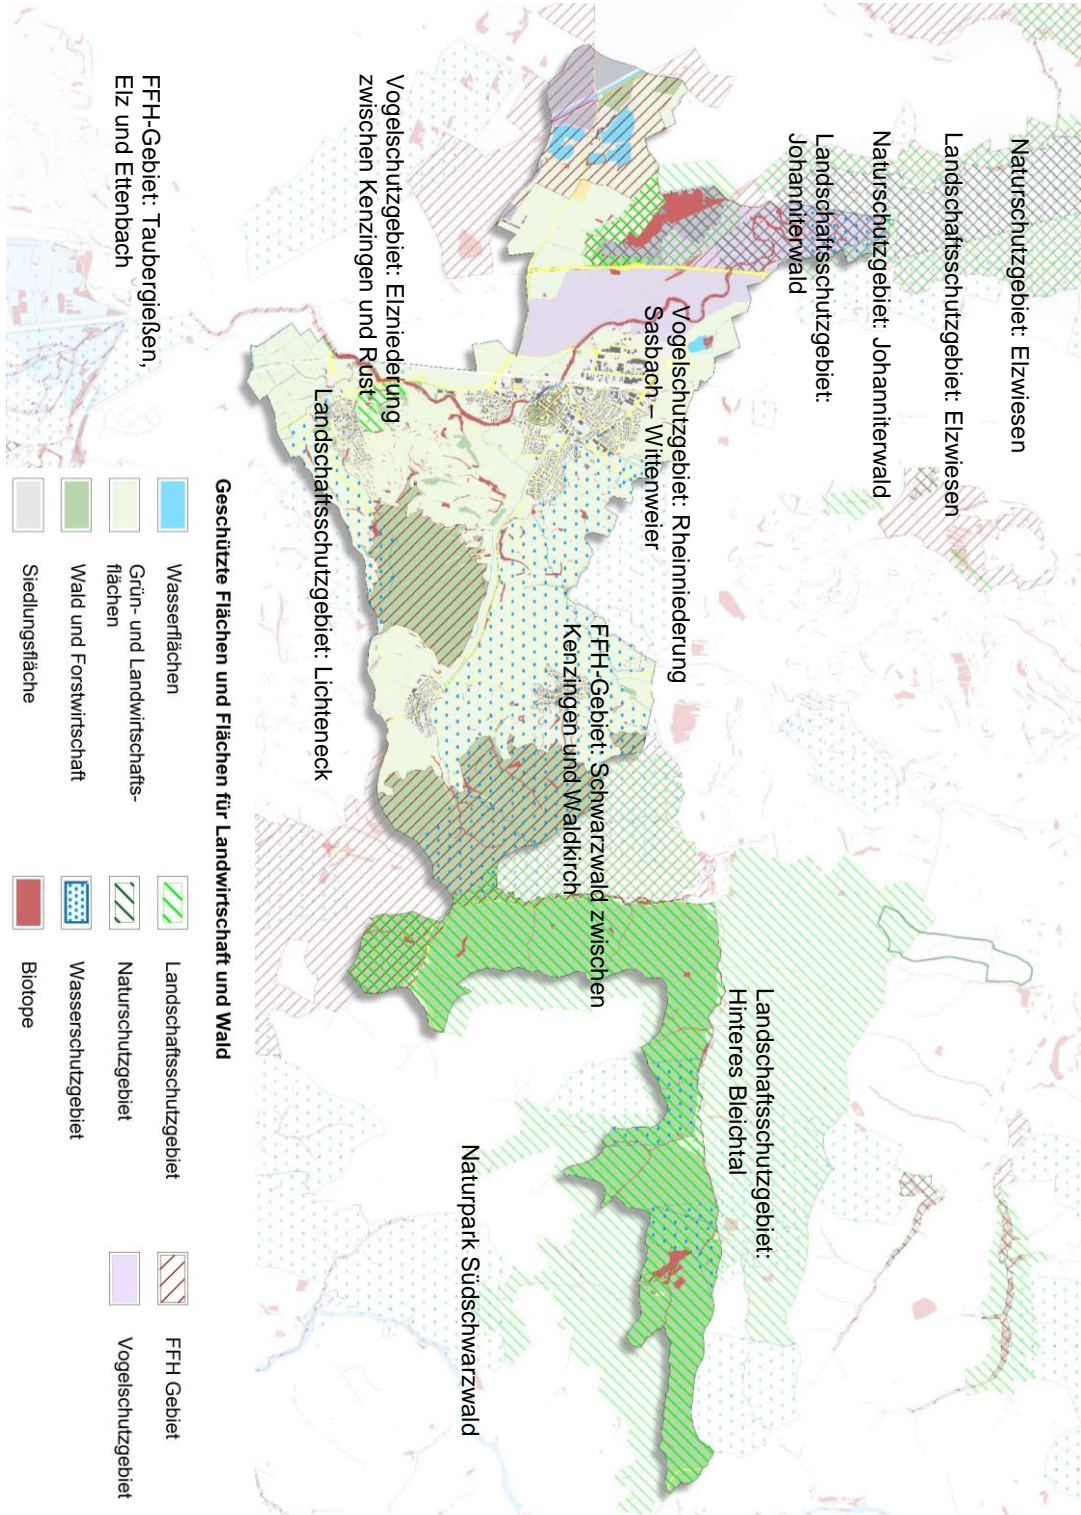 Naturschutzgebiet: Elzwiesen
Landschaftsschutzgebiet: Elzwiesen
Naturschutzgebiet: Johanniterwald
Landschaftsschutzgebiet:
Johanniterwald
Vogelschutzgebiet: Rheinniederung
Sasbach – Wittenweier
Vogelschutzgebiet: Elzniederung
zwischen Kenzingen und Rust
FFH-Gebiet: Taubergießen,
Elz und Ettenbach
Landschaftsschutzgebiet: Lichteneck
FFH-Gebiet: Schwarzwald zwischen
Kenzingen und Waldkirch
Landschaftsschutzgebiet:
Hinteres Bleichtal
Naturpark Südschwarzwald
Geschützte Flächen und Flächen für Landwirtschaft und Wald
Wasserflächen
Grün- und Landwirtschafts-
flächen
Wald und Forstwirtschaft
Siedlungsfläche
Landschaftsschutzgebiet
Naturschutzgebiet
Wasserschutzgebiet
Biotope
FFH Gebiet
Vogelschutzgebiet